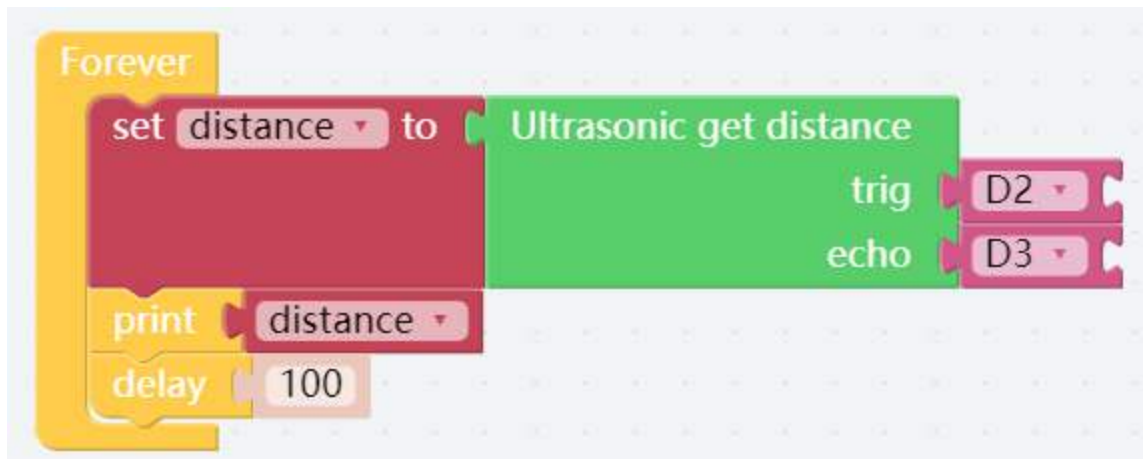 Forever
set distance to Ultrasonic get distance
trig D2
echo D3
print distance
delay 100